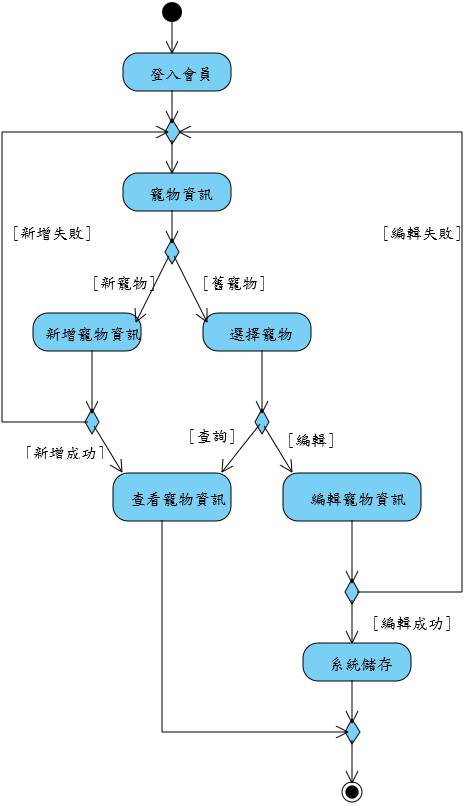 登入會員
寵物資訊
[新增失敗]
[編輯失敗]
[新寵物]
[舊寵物]
新增寵物資訊
選擇寵物
[查詢]
[編輯]
[新增成功]
查看寵物資訊
編輯寵物資訊
[編輯成功]
系統儲存